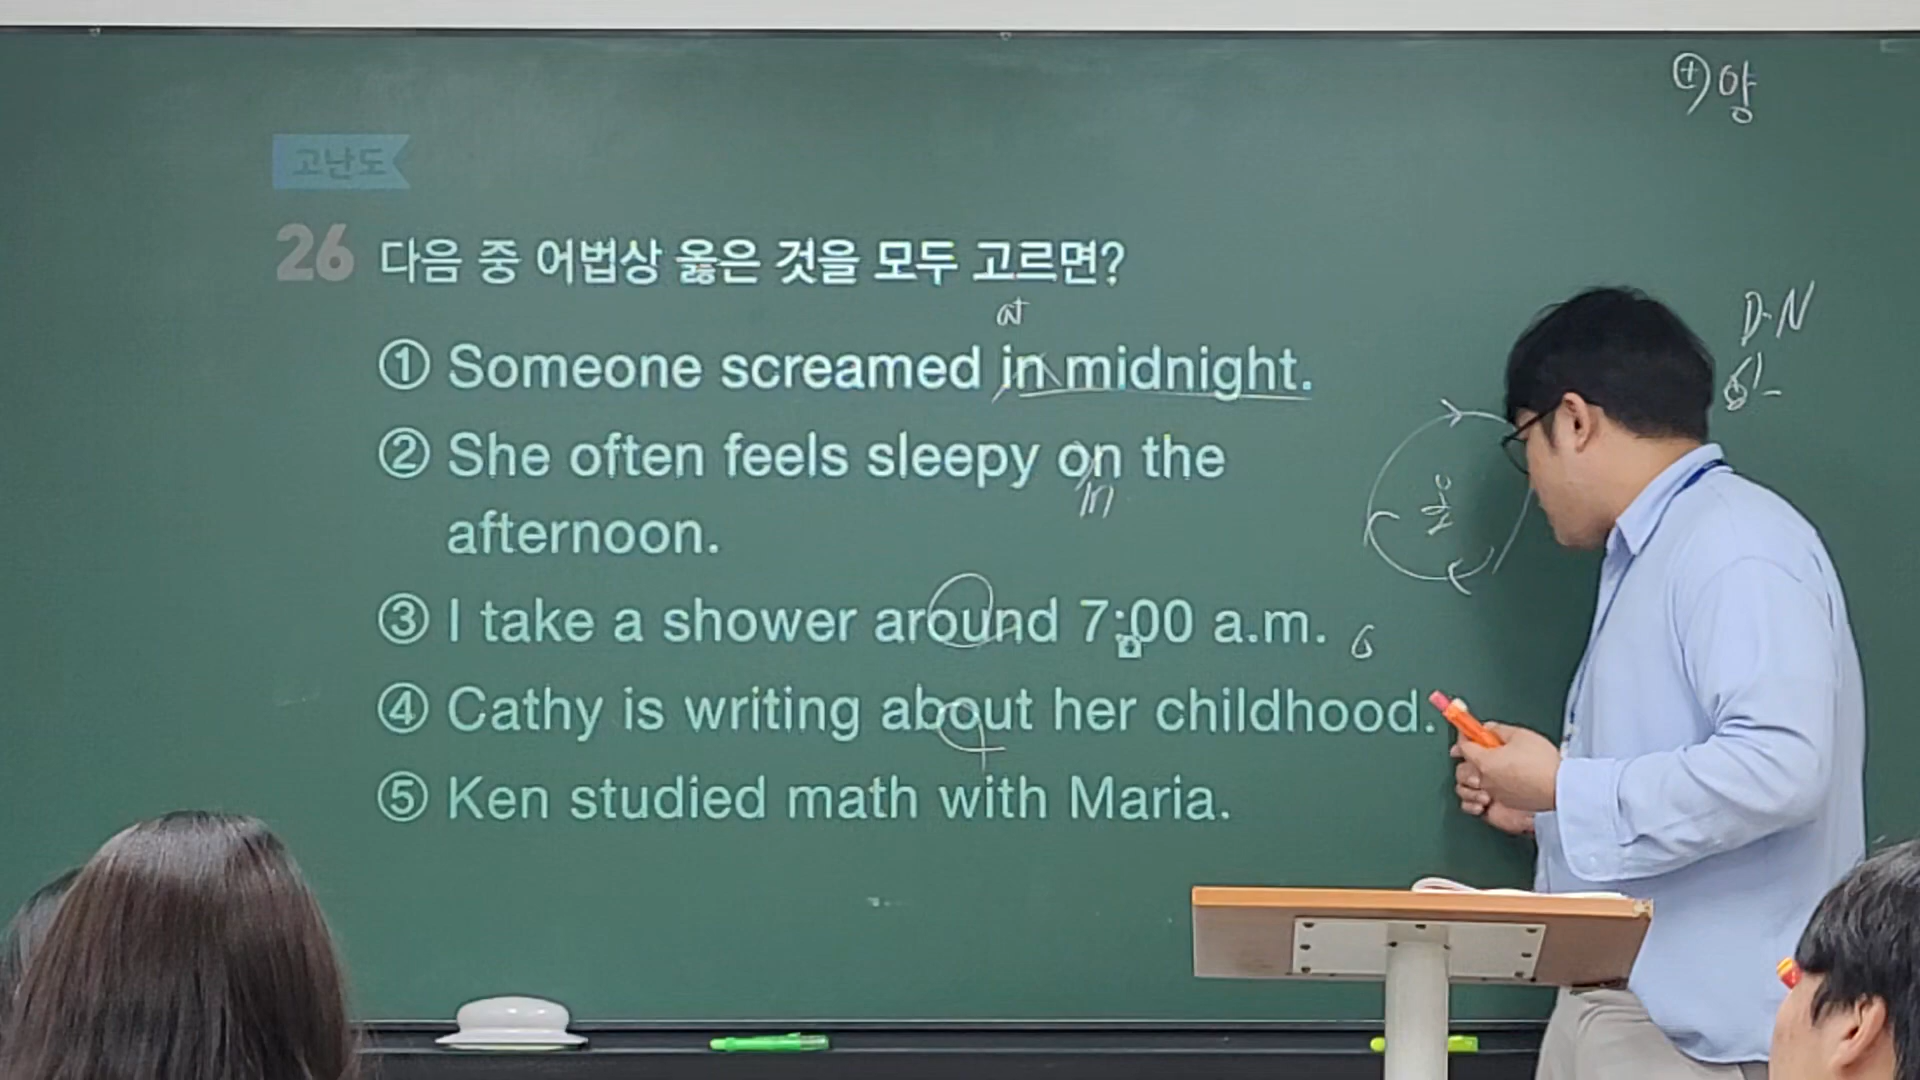 양
고난도
26 다음 중 어법상 옳은 것을 모두 고르면?
at
① Someone screamed in midnight.
② She often feels sleepy on the
in
afternoon.
③ I take a shower around 7:00 a.m.
④ Cathy is writing about her childhood.
⑤ Ken studied math with Maria.
D-N